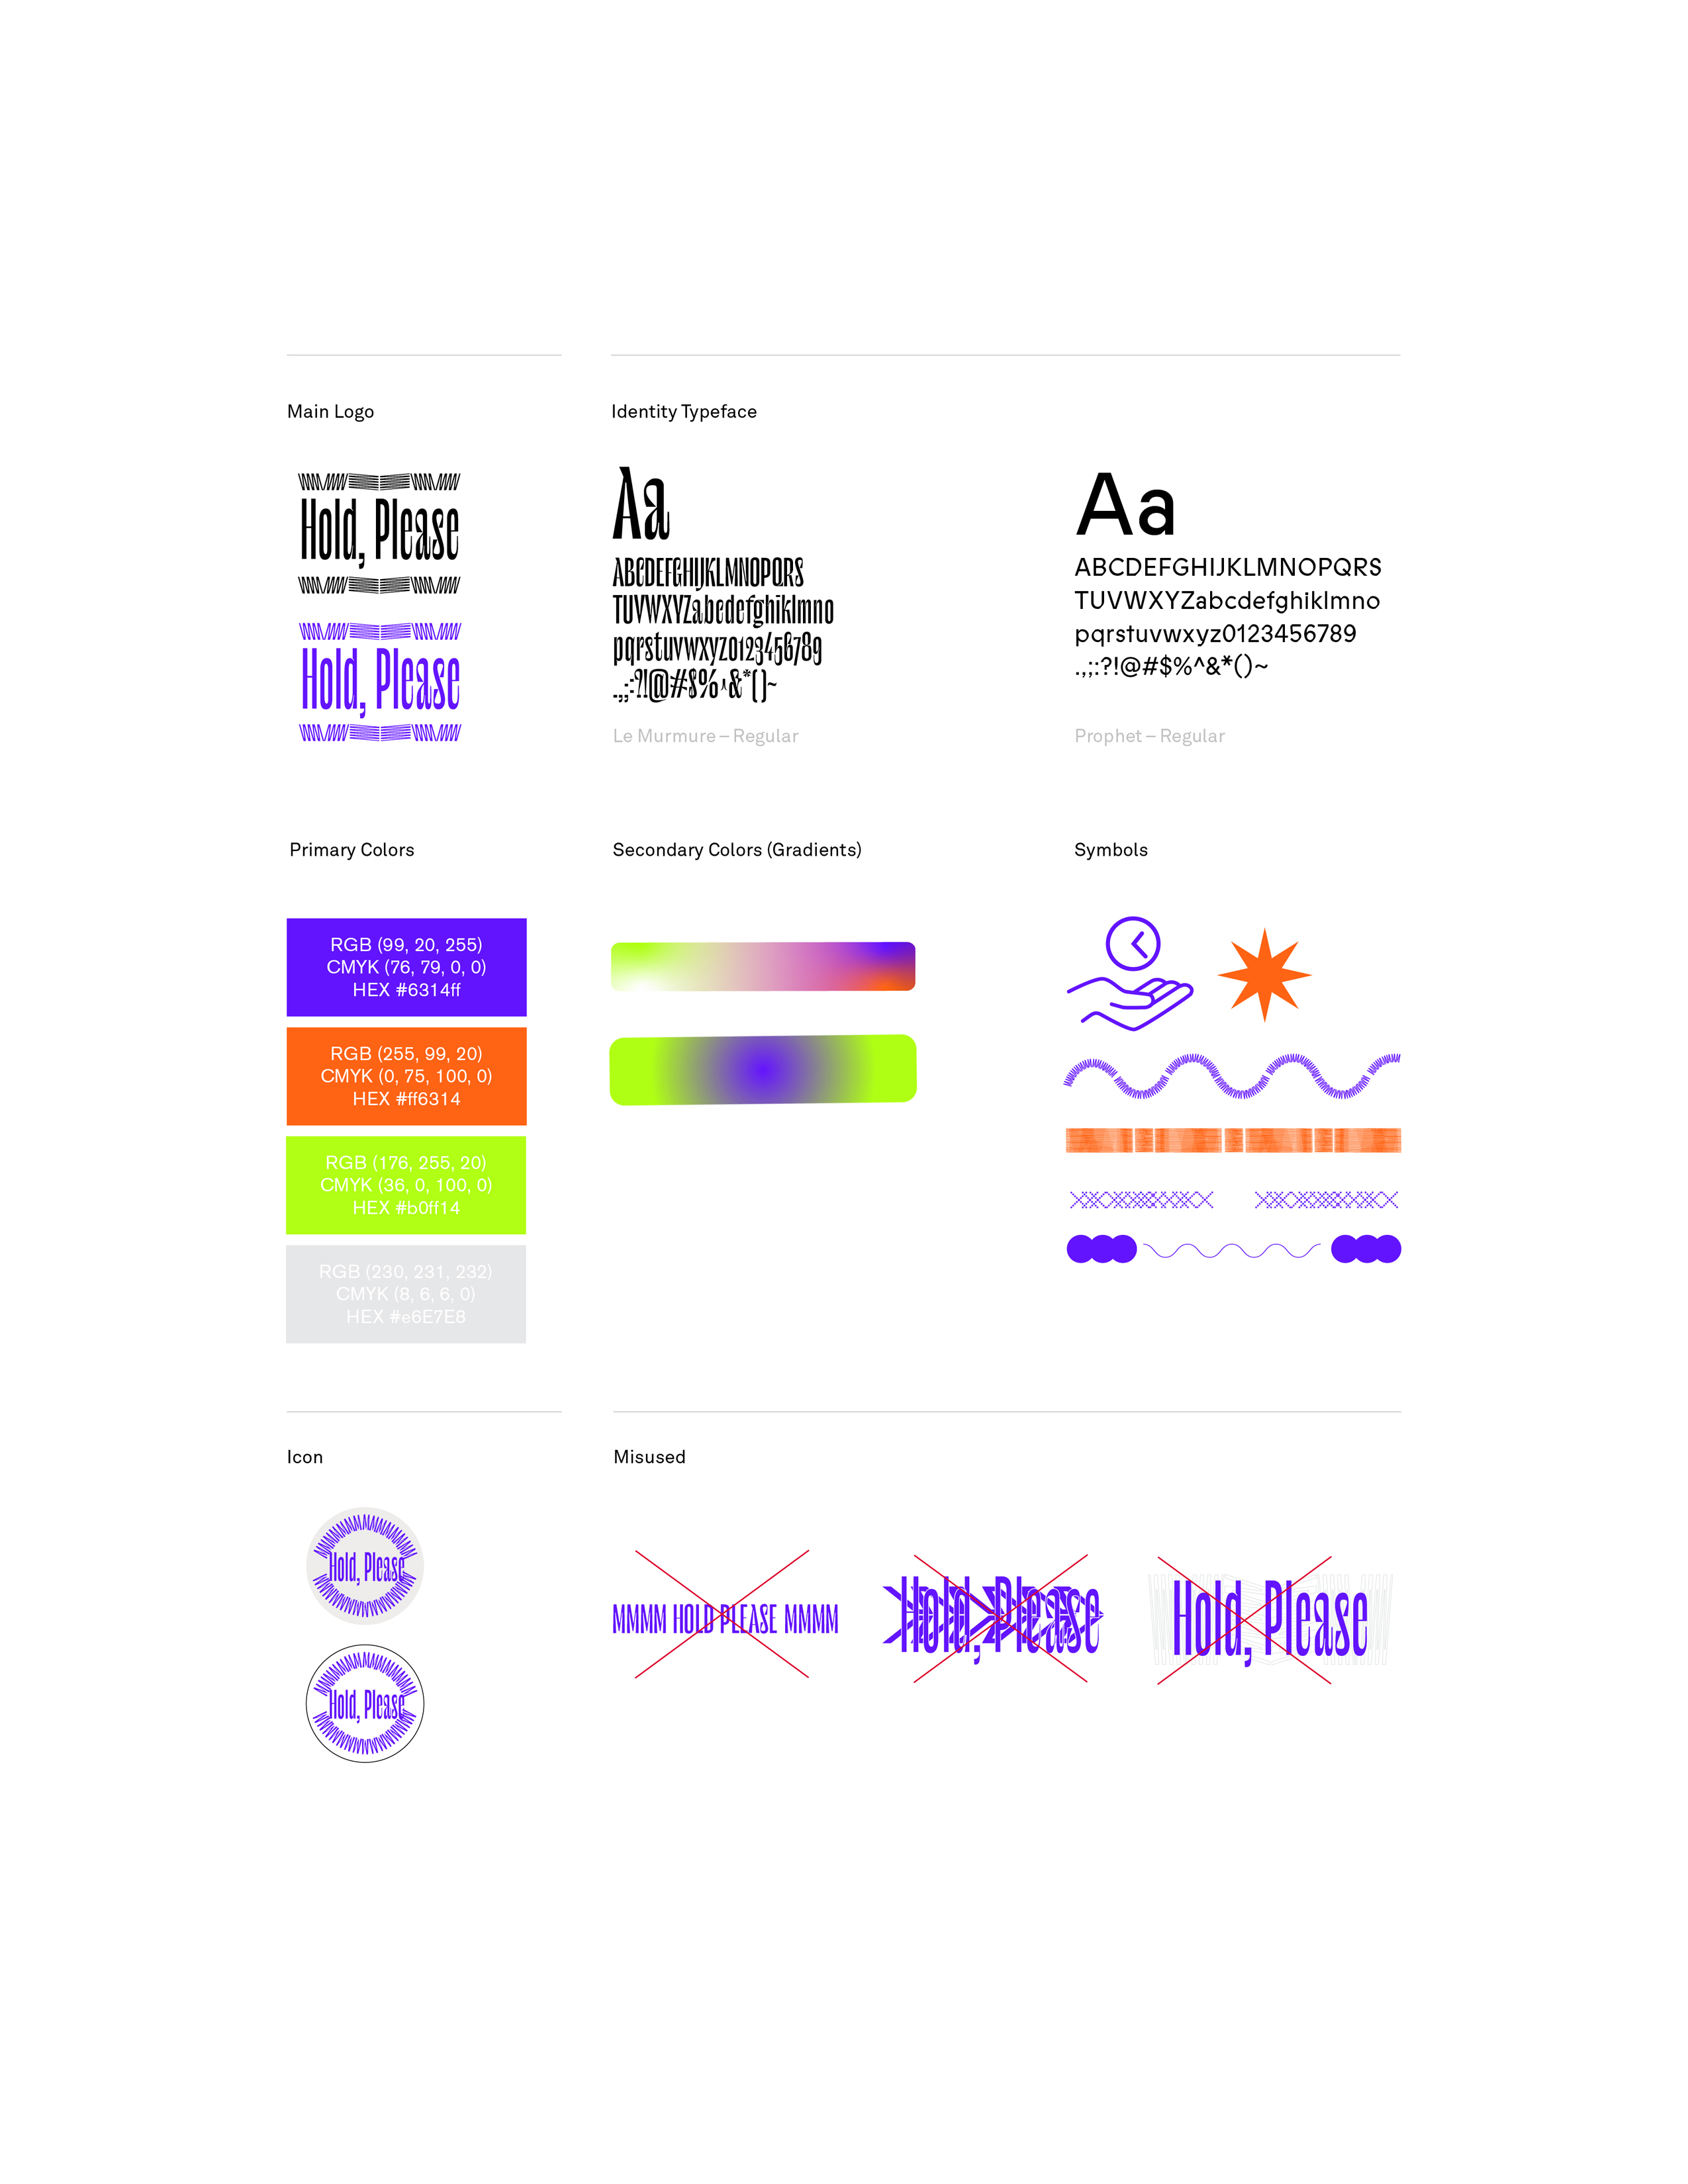 Main Logo
Hold, Please
Hold, Please
Identity Typeface
Aa
ABCDEFGHIJKLMNOPQRS
TUVWXYZabcdefghiklmno
pqrstuvwxyz0123456789
.,;:?!@#$%^&*()~
Le Murmure – Regular
Aa
ABCDEFGHIJKLMNOPQRS
TUVWXYZabcdefghiklmno
pqrstuvwxyz0123456789
.,;:?!@#$%^&*()~
Prophet – Regular
Primary Colors
RGB (99, 20, 255)
CMYK (76, 79, 0, 0)
HEX #6314ff
RGB (255, 99, 20)
CMYK (0, 75, 100, 0)
HEX #ff6314
RGB (176, 255, 20)
CMYK (36, 0, 100, 0)
HEX #b0ff14
RGB (230, 231, 232)
CMYK (8, 6, 6, 0)
HEX #e6E7E8
Secondary Colors (Gradients)
Symbols
Icon
Hold, Please
Hold, Please
Misused
MMMM HOLD PLEASE MMMM
Hold, Please
Hold, Please